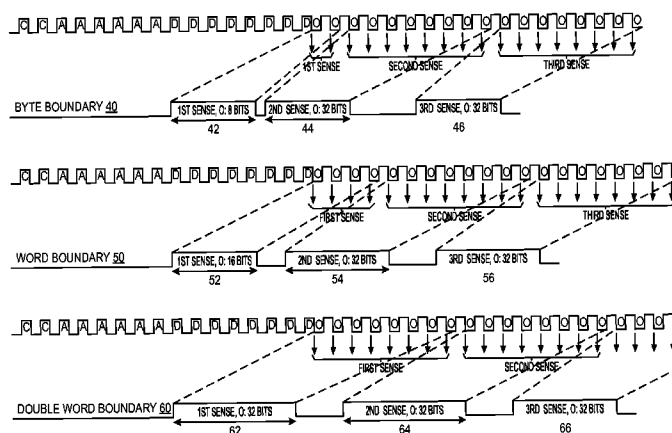 C C A A A A A A D D D D D D D D O O O O O O O O O O O O O O O O O O
1ST SENSE SECOND SENSE THIRD SENSE
BYTE BOUNDARY 40 1ST SENSE, O: 8 BITS 2ND SENSE, O: 32 BITS 3RD SENSE, O: 32 BITS
42 44 46
FIRST SENSE SECOND SENSE THIRD SENSE
WORD BOUNDARY 50 1ST SENSE, O: 16 BITS 2ND SENSE, O: 32 BITS 3RD SENSE, O: 32 BITS
52 54 56
FIRST SENSE SECOND SENSE
DOUBLE WORD BOUNDARY 60 1ST SENSE, O: 32 BITS 2ND SENSE, O: 32 BITS 3RD SENSE, O: 32 BITS
62 64 66